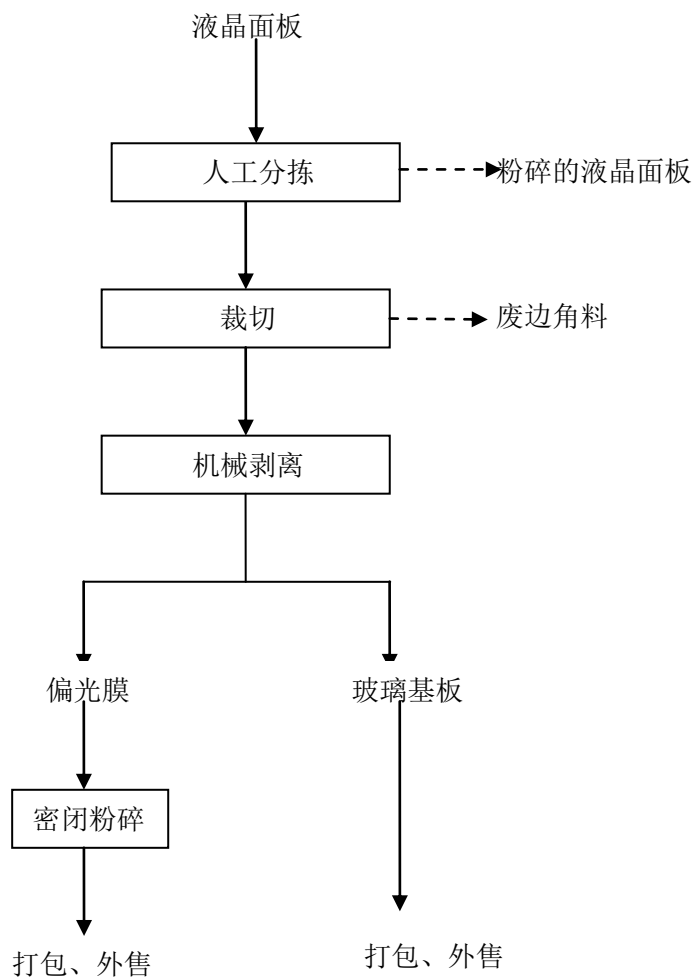 液晶面板
人工分拣
粉碎的液晶面板
裁切
废边角料
机械剥离
偏光膜
玻璃基板
密闭粉碎
打包、外售
打包、外售